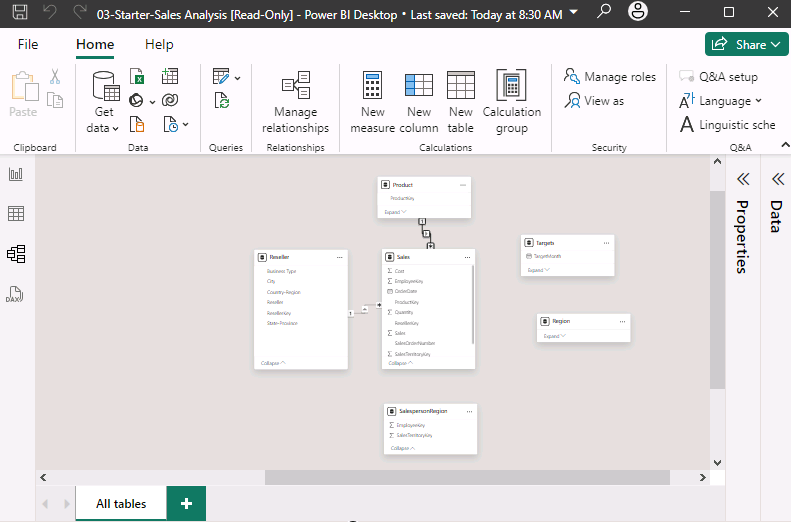 03-Starter-Sales Analysis [Read-Only] - Power BI Desktop • Last saved: Today at 8:30 AM
File Home Help Share
Paste
Clipboard
Get
data
Data
Queries
Manage
relationships
Relationships
New
measure
New
column
New
table
Calculation
group
Calculations
Manage roles
View as
Security
Q&A setup
Language
Linguistic sche
Q&A
DAX
Product
ProductKey
Expand
1
Reseller
Business Type
City
Country-Region
Reseller
ResellerKey
State-Province
Collapse
1
*
Sales
Σ Cost
Σ EmployeeKey
OrderDate
ProductKey
Σ Quantity
ResellerKey
Σ Sales
SalesOrderNumber
Σ SalesTerritoryKey
Collapse
Targets
TargetMonth
Expand
Region
Expand
SalespersonRegion
Σ EmployeeKey
Σ SalesTerritoryKey
Collapse
Properties
Data
All tables +